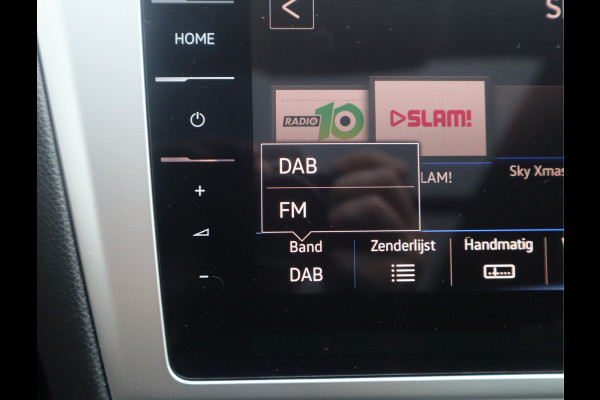 HOME
RADIO 10
SLAM!
DAB
FM
LAM!
Sky Xmas
Band
Zenderlijst
Handmatig
DAB